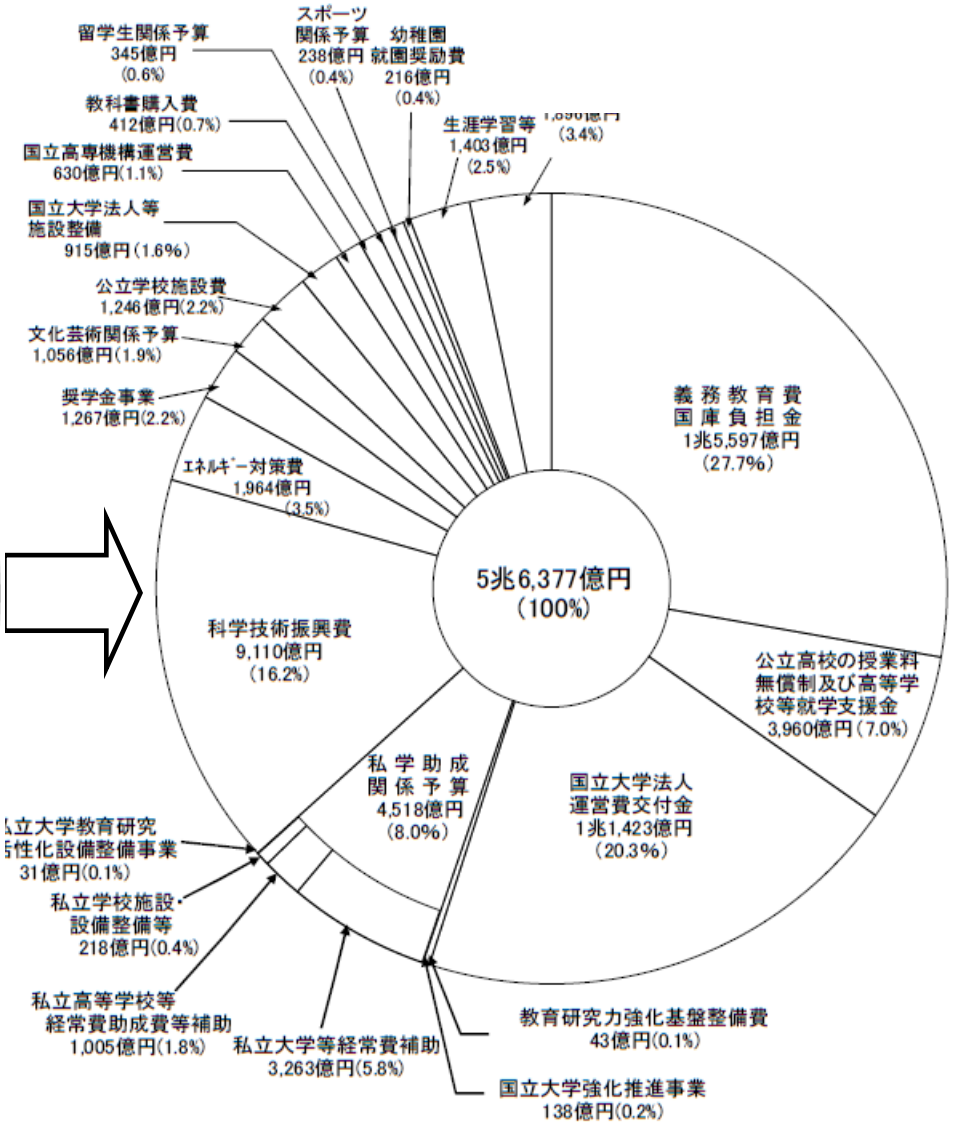 留学生関係予算
345億円
(0.6%)
スポーツ
関係予算
238億円
(0.4%)
幼稚園
就園奨励費
216億円
(0.4%)
教科書購入費
412億円(0.7%)
国立高専機構運営費
630億円(1.1%)
国立大学法人等
施設整備
915億円(1.6%)
公立学校施設費
1,246億円(2.2%)
文化芸術関係予算
1,056億円(1.9%)
奨学金事業
1,267億円(2.2%)
エネルギー対策費
1,964億円
(3.5%)
生涯学習等
1,403億円
(2.5%)
(3.4%)
義務教育費
国庫負担金
1兆5,597億円
(27.7%)
5兆6,377億円
(100%)
科学技術振興費
9,110億円
(16.2%)
公立高校の授業料
無償制及び高等学
校等就学支援金
3,960億円(7.0%)
私学助成
関係予算
4,518億円
(8.0%)
国立大学法人
運営費交付金
1兆1,423億円
(20.3%)
立大学教育研究
性化設備整備事業
31億円(0.1%)
私立学校施設・
設備整備等
218億円(0.4%)
私立高等学校等
経常費助成費等補助
1,005億円(1.8%)
私立大学等経常費補助
3,263億円(5.8%)
教育研究力強化基盤整備費
43億円(0.1%)
国立大学強化推進事業
138億円(0.2%)